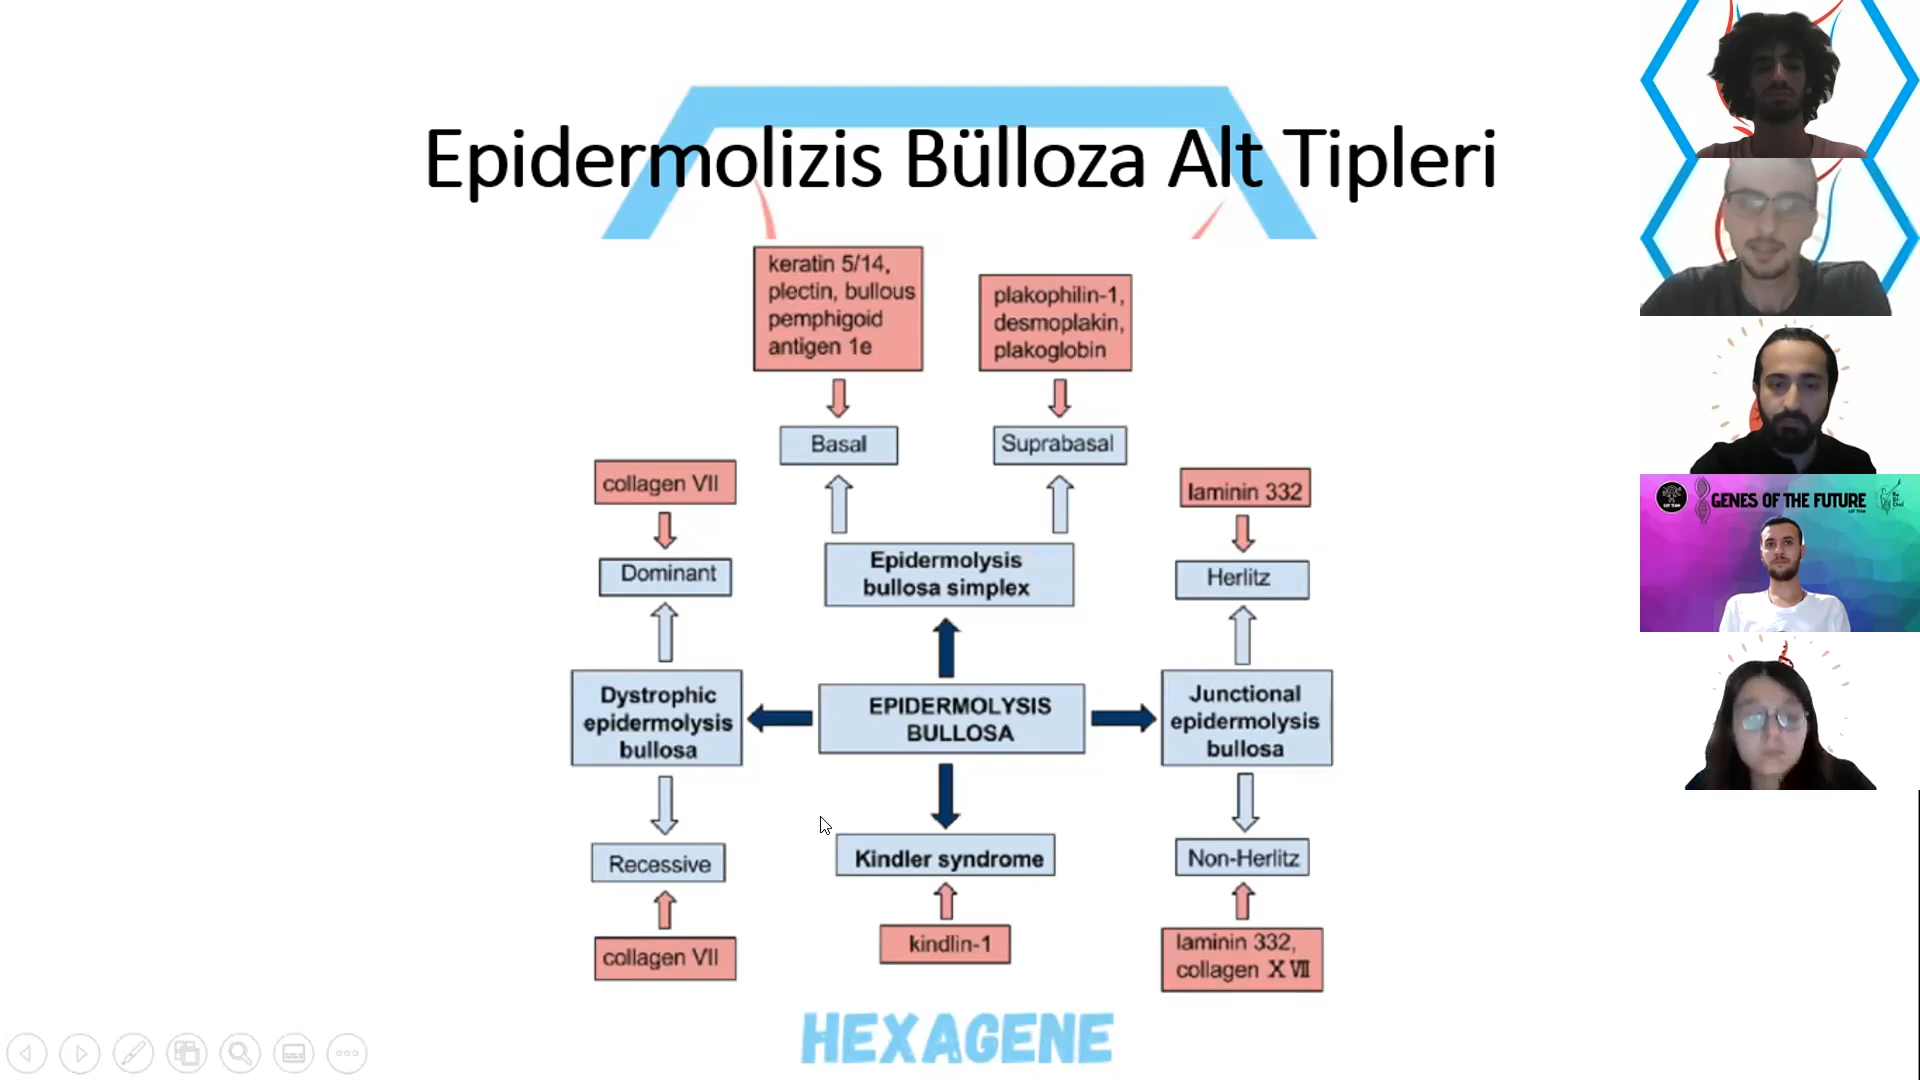 Epidermolizis Bülloza Alt Tipleri
keratin 5/14,
plectin, bullous
pemphigoid
antigen 1e
plakophilin-1,
desmoplakin,
plakoglobin
Basal
Suprabasal
collagen VII
laminin 332
Dominant
Epidermolysis
bullosa simplex
Herlitz
Dystrophic
epidermolysis
bullosa
EPIDERMOLYSIS
BULLOSA
Junctional
epidermolysis
bullosa
Recessive
Kindler syndrome
Non-Herlitz
collagen VII
kindlin-1
laminin 332,
collagen XVII
HEXAGENE
GENES OF THE FUTURE